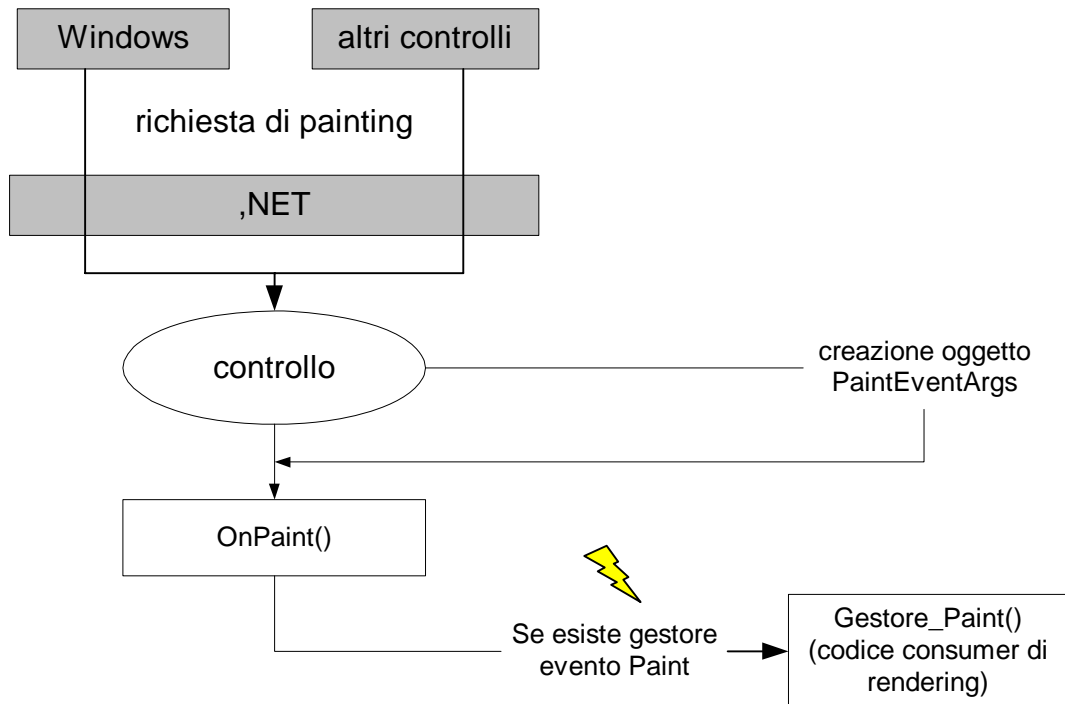 Windows
altri controlli
richiesta di painting
,NET
controllo
creazione oggetto
PaintEventArgs
OnPaint()
Se esiste gestore
evento Paint
Gestore_Paint()
(codice consumer di
rendering)